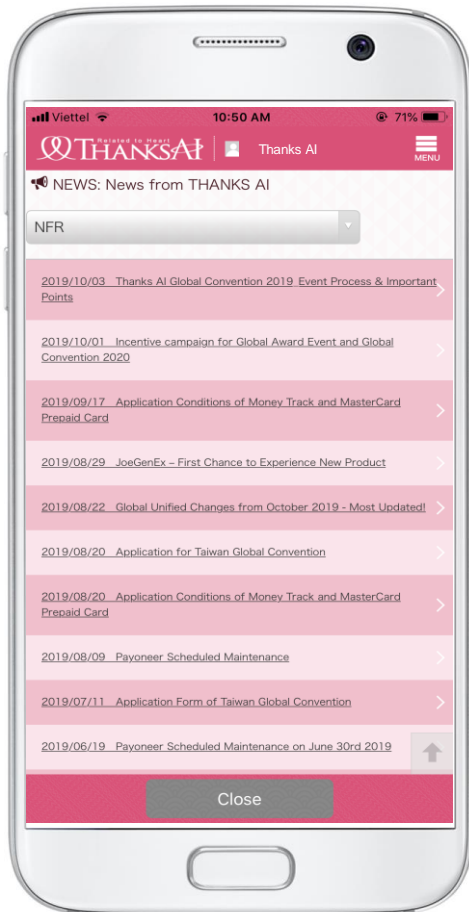 Viettel 10:50 AM 71%
Related to Heart
THANKSAI Thanks AI MENU
NEWS: News from THANKS AI
NFR
2019/10/03 Thanks AI Global Convention 2019 Event Process & Important
Points
2019/10/01 Incentive campaign for Global Award Event and Global
Convention 2020
2019/09/17 Application Conditions of Money Track and MasterCard
Prepaid Card
2019/08/29 JoeGenEx – First Chance to Experience New Product
2019/08/22 Global Unified Changes from October 2019 - Most Updated!
2019/08/20 Application for Taiwan Global Convention
2019/08/20 Application Conditions of Money Track and MasterCard
Prepaid Card
2019/08/09 Payoneer Scheduled Maintenance
2019/07/11 Application Form of Taiwan Global Convention
2019/06/19 Payoneer Scheduled Maintenance on June 30rd 2019
Close